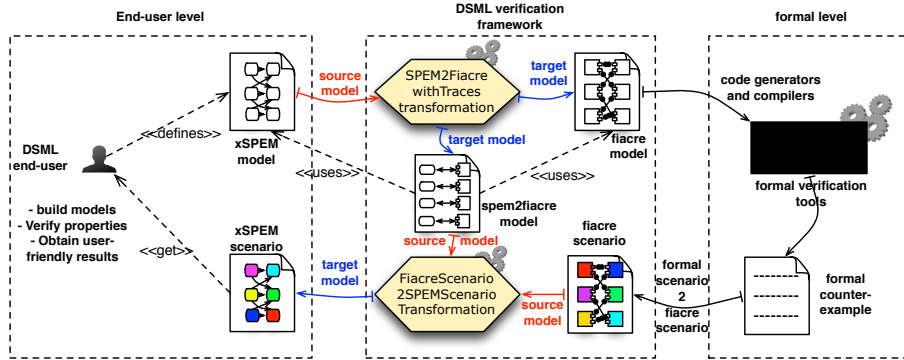 End-user level
DSML verification
framework
formal level
source
model
SPEM2Fiacre
withTraces
transformation
target
model
code generators
and compilers
<<defines>>
xSPEM
model
target model
fiacre
model
DSML
end-user
<<uses>>
<<uses>>
formal verification
tools
- build models
- Verify properties
- Obtain user-
friendly results
spem2fiacre
model
xSPEM
scenario
source
model
fiacre
scenario
<<get>>
target
model
FiacreScenario
2SPEMScenario
Transformation
source
model
formal
scenario
2
fiacre
scenario
formal
counter-
example